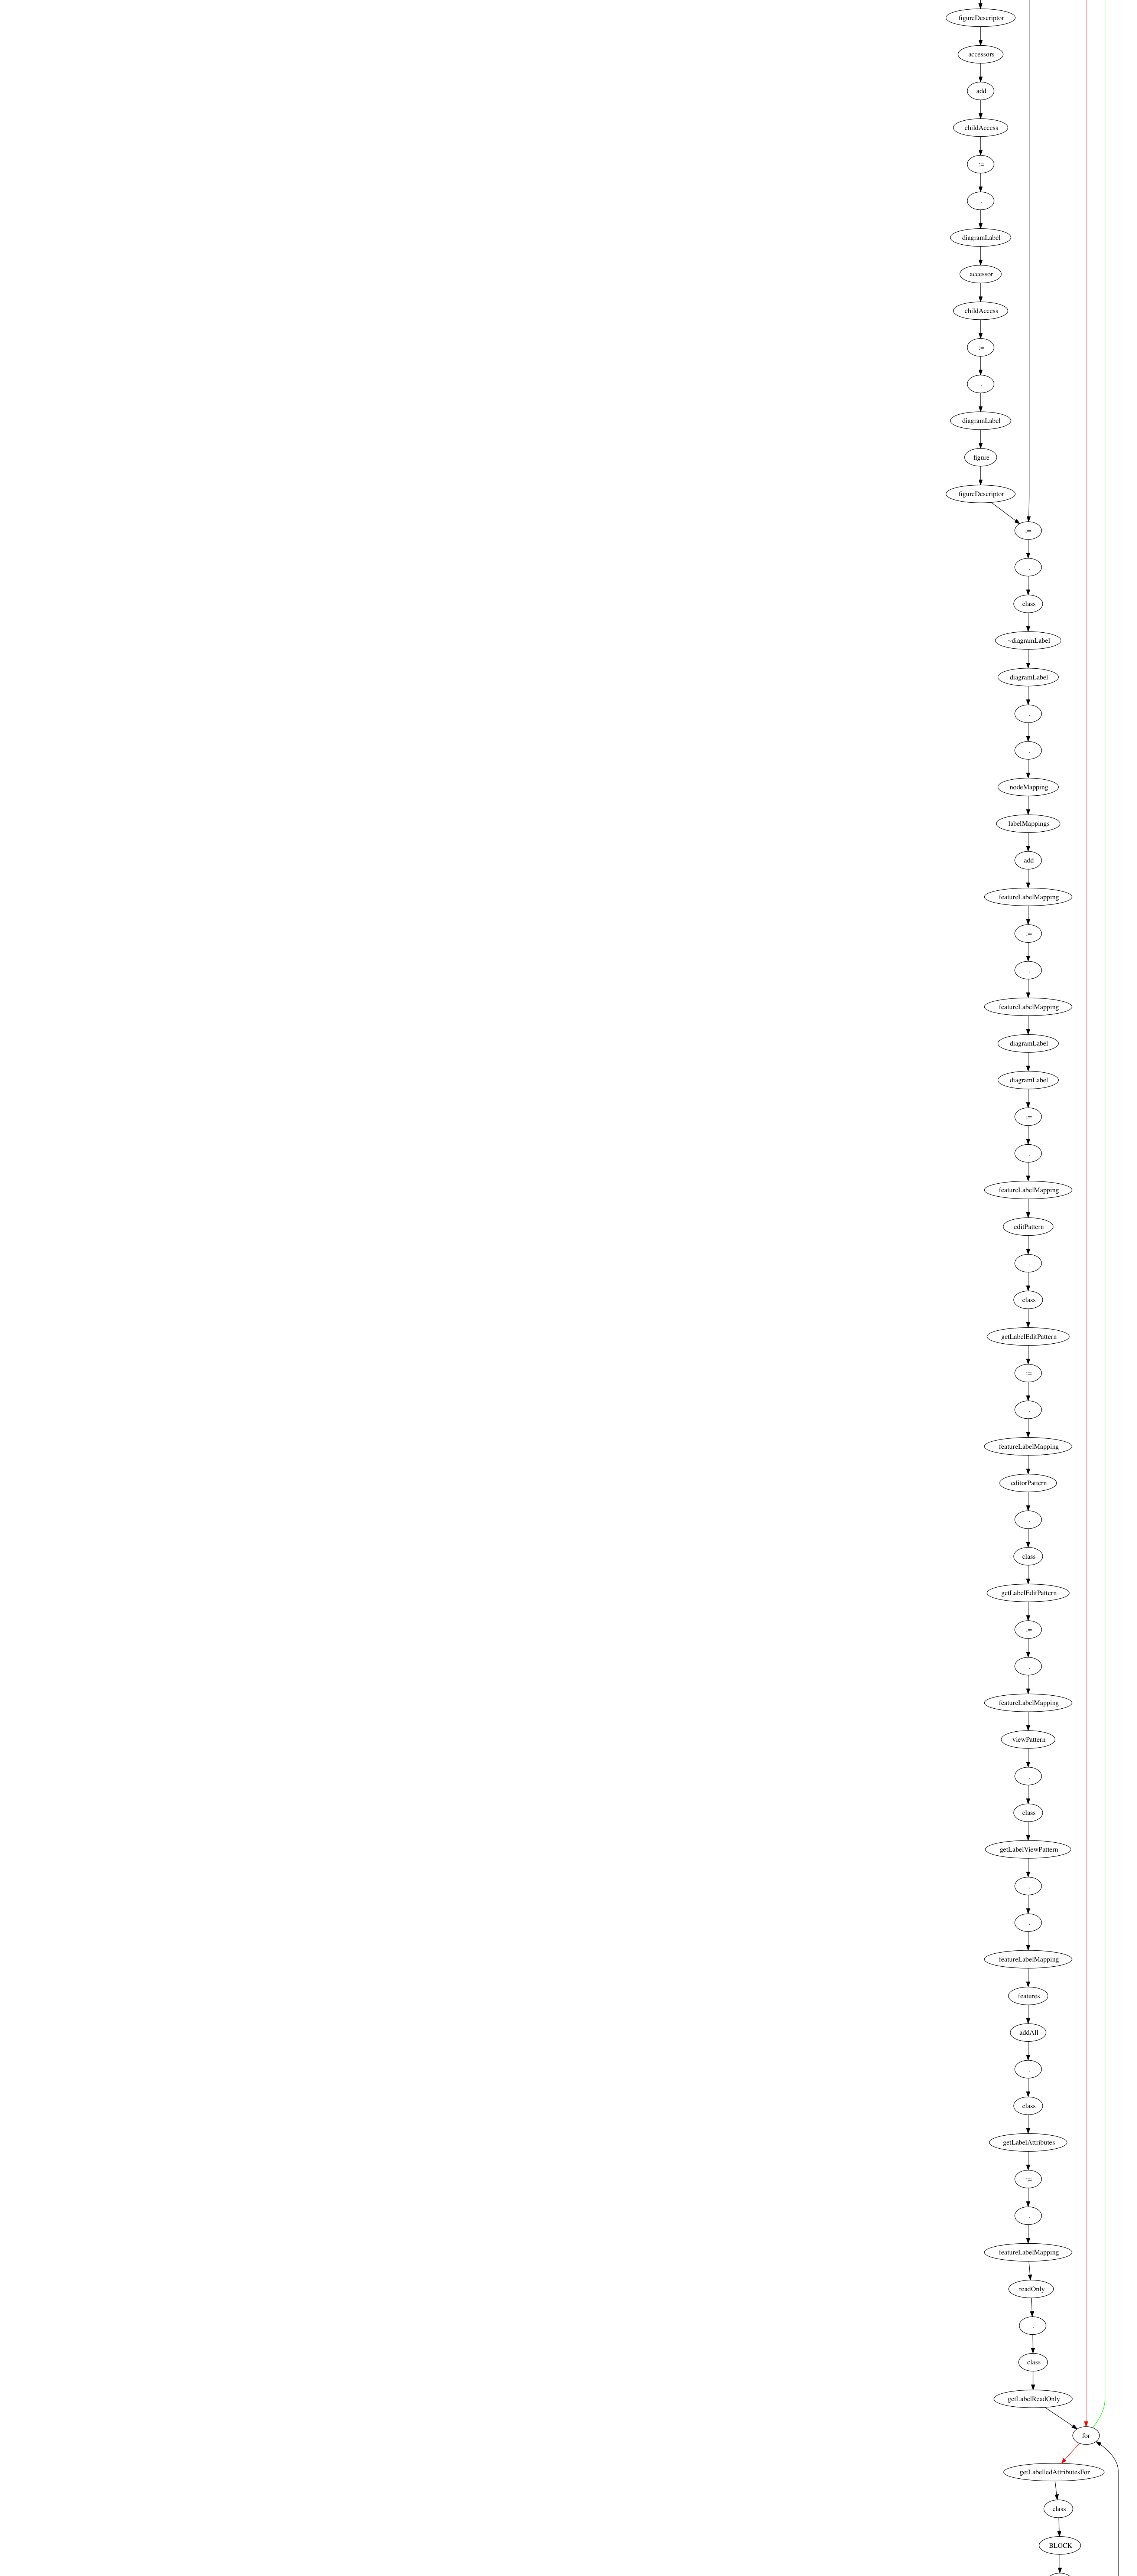 figureDescriptor
accessors
add
childAccess
:=
.
diagramLabel
accessor
childAccess
:=
.
diagramLabel
figure
figureDescriptor
:=
.
class
~diagramLabel
diagramLabel
.
.
nodeMapping
labelMappings
add
featureLabelMapping
:=
.
featureLabelMapping
diagramLabel
diagramLabel
:=
.
featureLabelMapping
editPattern
.
class
getLabelEditPattern
:=
.
featureLabelMapping
editorPattern
.
class
getLabelEditPattern
:=
.
featureLabelMapping
viewPattern
.
class
getLabelViewPattern
.
.
featureLabelMapping
features
addAll
.
class
getLabelAttributes
:=
.
featureLabelMapping
readOnly
.
class
getLabelReadOnly
for
getLabelledAttributesFor
class
BLOCK